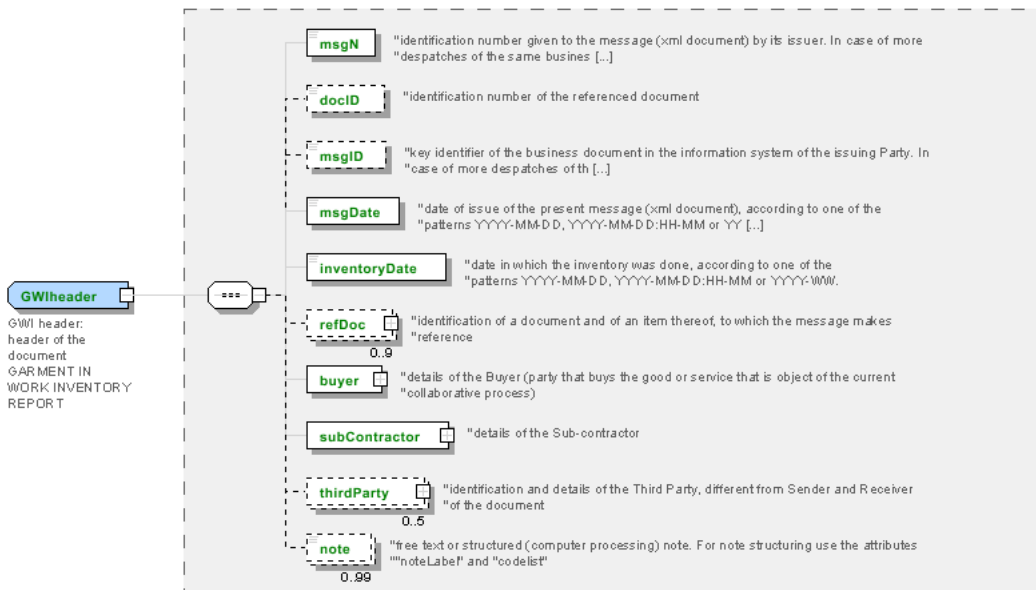 msgN
"identification number given to the message (xml document) by its issuer. In case of more
"despatches of the same busines [...]
docID
"identification number of the referenced document
msgID
"key identifier of the business document in the information system of the issuing Party. In
"case of more despatches of th [...]
msgDate
"date of issue of the present message (xml document), according to one of the
"patterns YYYY-MM-DD, YYYY-MM-DD:HH-MM or YY [...]
inventoryDate
"date in which the inventory was done, according to one of the
"patterns YYYY-MM-DD, YYYY-MM-DD:HH-MM or YYYY-WW.
GWIheader
GWI header:
header of the
document
GARMENT IN
WORK INVENTORY
REPORT
refDoc
"identification of a document and of an item thereof, to which the message makes
"reference
0..9
buyer
"details of the Buyer (party that buys the good or service that is object of the current
"collaborative process)
subContractor
"details of the Sub-contractor
thirdParty
"identification and details of the Third Party, different from Sender and Receiver
"of the document
0..5
note
"free text or structured (computer processing) note. For note structuring use the attributes
""noteLabel" and "codelist"
0..99